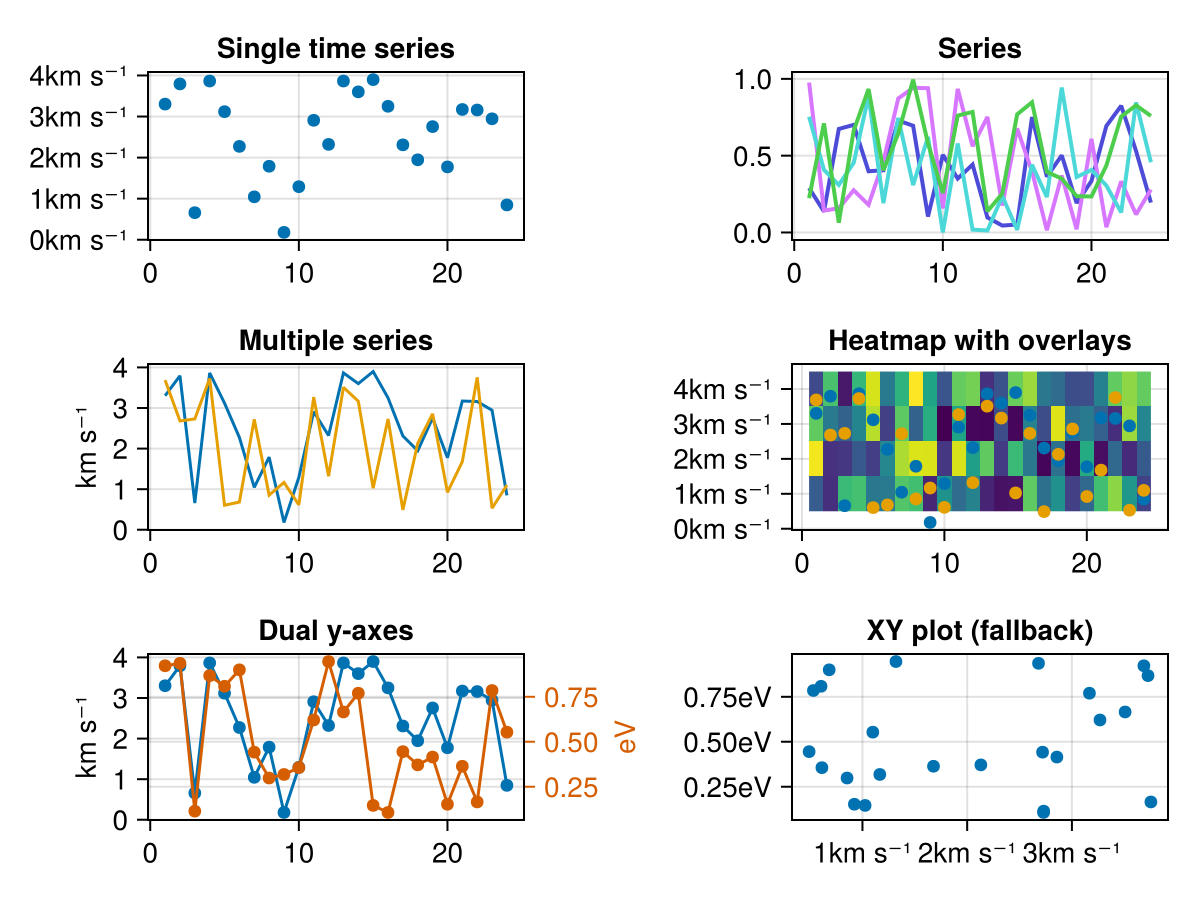 Single time series
4km s⁻¹
3km s⁻¹
2km s⁻¹
1km s⁻¹
0km s⁻¹
0 10 20
Series
1.0
0.5
0.0
0 10 20
Multiple series
km s⁻¹
4
3
2
1
0
0 10 20
Heatmap with overlays
4km s⁻¹
3km s⁻¹
2km s⁻¹
1km s⁻¹
0km s⁻¹
0 10 20
Dual y-axes
km s⁻¹
4
3
2
1
0
0 10 20
0.75
0.50
0.25
eV
XY plot (fallback)
0.75eV
0.50eV
0.25eV
1km s⁻¹ 2km s⁻¹ 3km s⁻¹